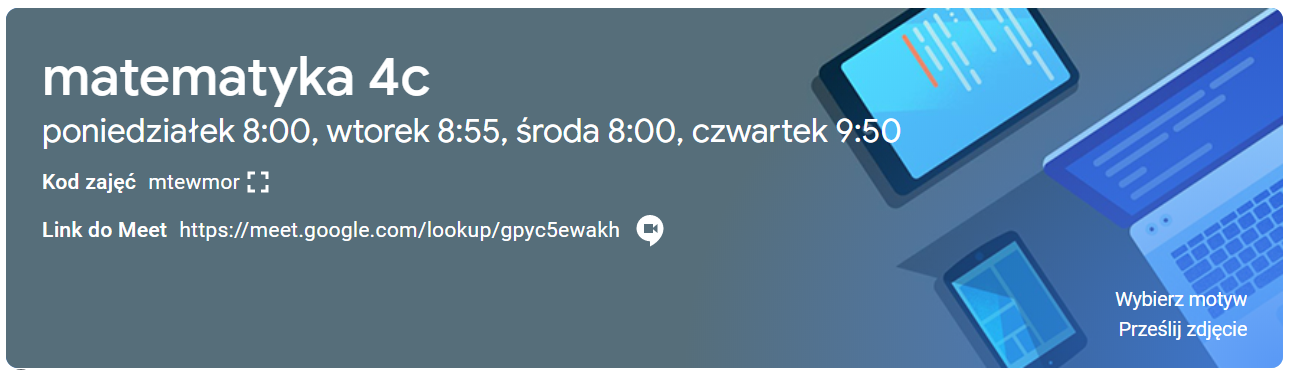 matematyka 4c
poniedziałek 8:00, wtorek 8:55, środa 8:00, czwartek 9:50
Kod zajęć mtewmor
Link do Meet https://meet.google.com/lookup/gpyc5ewakh
Wybierz motyw
Prześlij zdjęcie